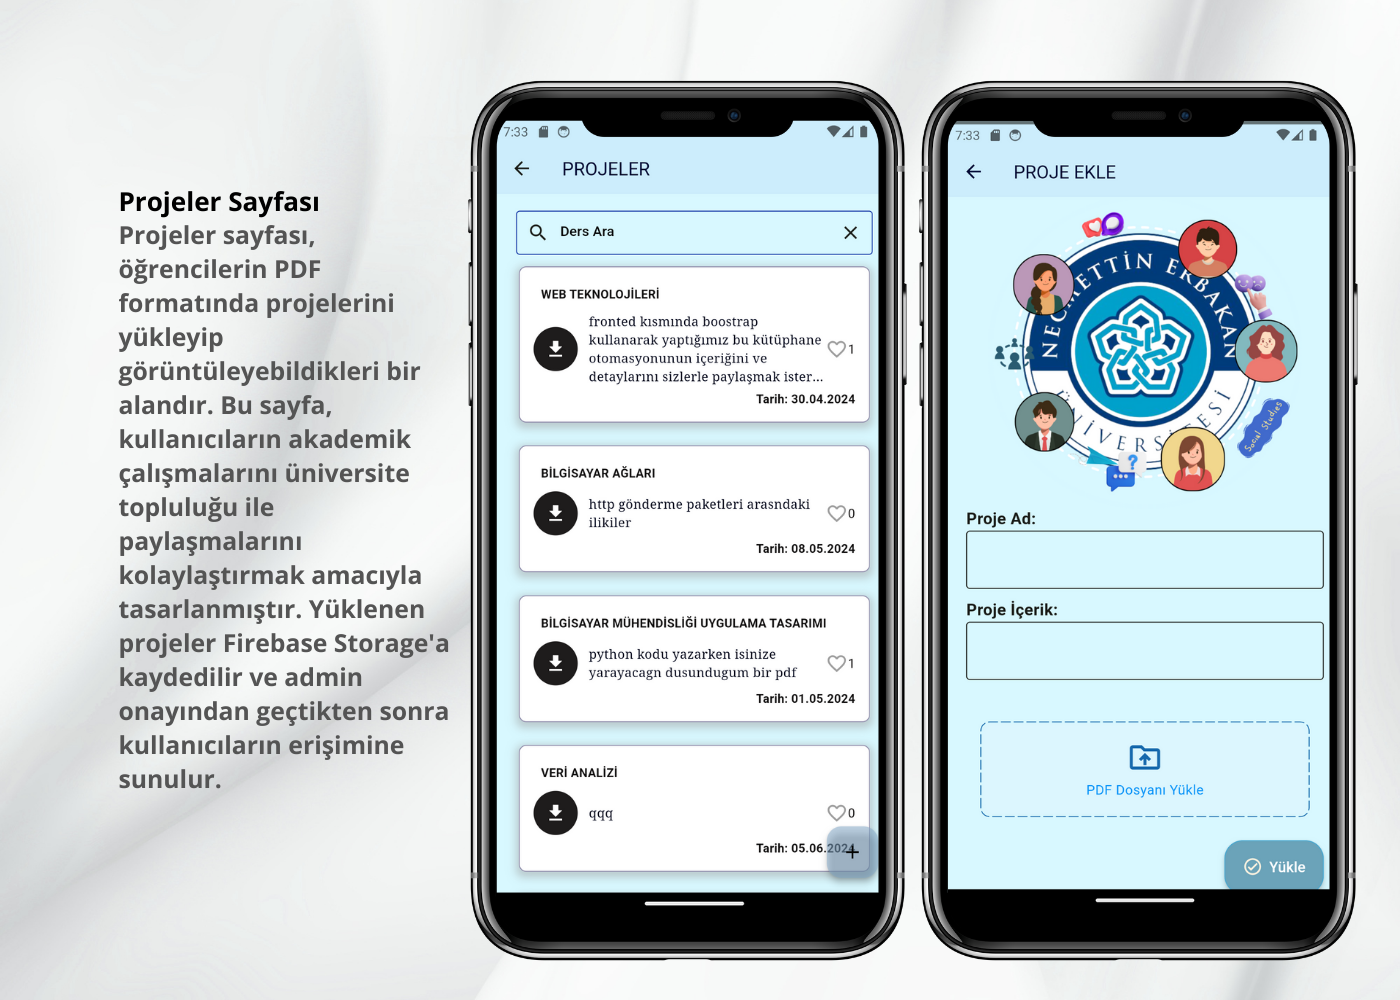 Projeler Sayfası
Projeler sayfası,
öğrencilerin PDF
formatında projelerini
yükleyip
görüntüleyebildikleri bir
alandır. Bu sayfa,
kullanıcıların akademik
çalışmalarını üniversite
topluluğu ile
paylaşmalarını
kolaylaştırmak amacıyla
tasarlanmıştır. Yüklenen
projeler Firebase Storage'a
kaydedilir ve admin
onayından geçtikten sonra
kullanıcıların erişimine
sunulur.
7:33
PROJELER
Ders Ara
WEB TEKNOLOJİLERİ
fronted kısmında boostrap
kullanarak yaptığımız bu kütüphane
otomasyonunun içeriğini ve
detaylarını sizlerle paylaşmak ister...
1
Tarih: 30.04.2024
BİLGİSAYAR AĞLARI
http gönderme paketleri arasndaki
ilikiler
0
Tarih: 08.05.2024
BİLGİSAYAR MÜHENDİSLİĞİ UYGULAMA TASARIMI
python kodu yazarken isinize
yarayacagn dusundugum bir pdf
1
Tarih: 01.05.2024
VERİ ANALİZİ
qqq
0
Tarih: 05.06.2024
7:33
PROJE EKLE
NECMETTİN ERBAKAN
ÜNİVERSİTESİ
Social Studies
Proje Ad:
Proje İçerik:
PDF Dosyanı Yükle
Yükle